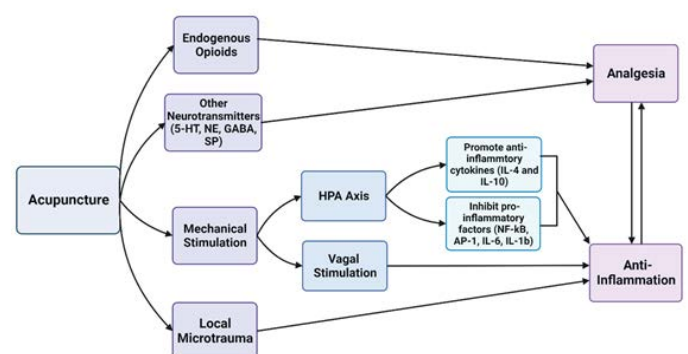 Endogenous
Opioids
Other
Neurotransmitters
(5-HT, NE, GABA,
SP)
Analgesia
Acupuncture
Mechanical
Stimulation
HPA Axis
Promote anti-
inflammtory
cytokines (IL-4 and
IL-10)
Inhibit pro-
inflammatory
factors (NF-kB,
AP-1, IL-6, IL-1b)
Vagal
Stimulation
Anti-
Inflammation
Local
Microtrauma